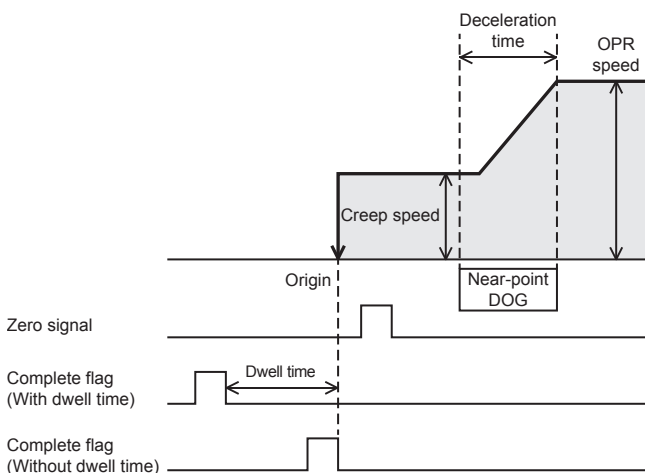 Deceleration
time
OPR
speed
Creep speed
Origin
Near-point
DOG
Zero signal
Complete flag
(With dwell time)
Dwell time
Complete flag
(Without dwell time)